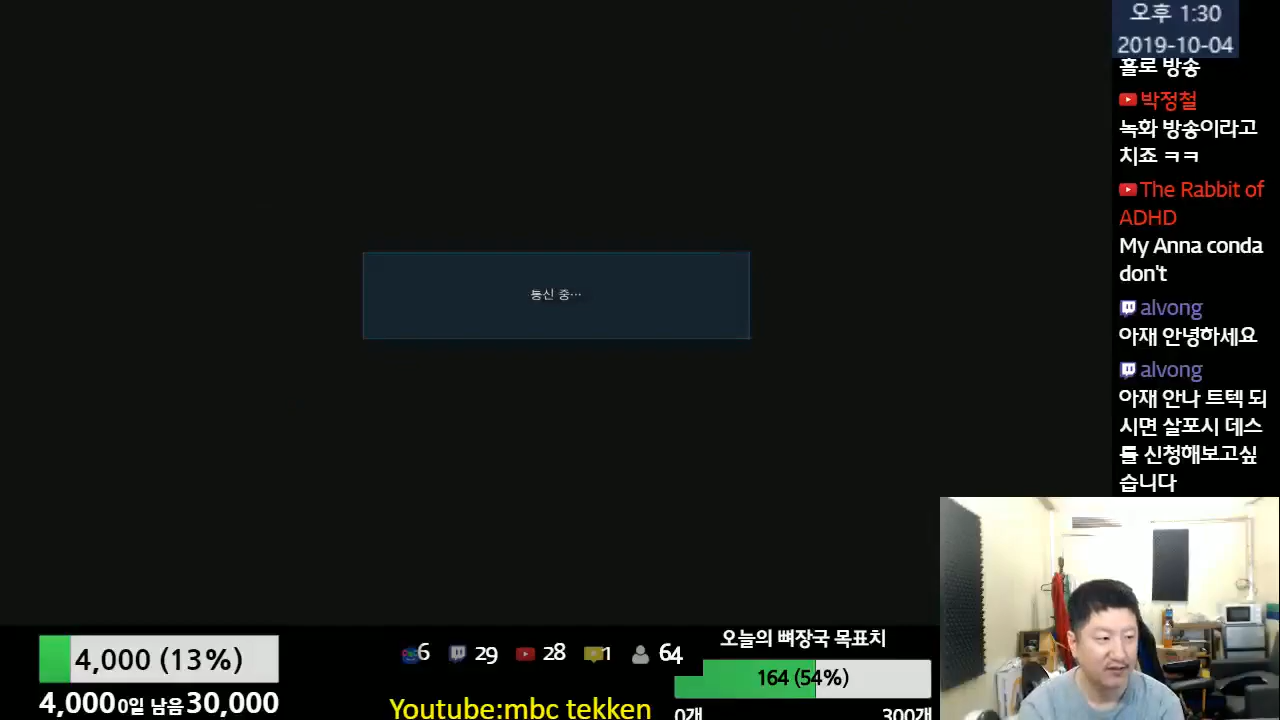 오후 1:30
2019-10-04
홀로 방송
박정철
녹화 방송이라고
치죠 ㅋㅋ
The Rabbit of
ADHD
My Anna conda
don't
alvong
아재 안녕하세요
alvong
아재 안나 트텍 되
시면 살포시 데스
틀 신청해보고싶
습니다
통신 중…
4,000 (13%)
4,000 0일 남음 30,000
6 29 28 1 64
Youtube:mbc tekken
오늘의 뼈장국 목표치
164 (54%)
0개 300개